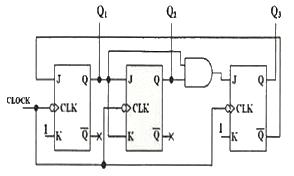 Q1 Q2 Q3
J Q J Q J Q
CLOCK CLK CLK CLK
1 K Q̅ K Q̅ 1 K Q̅